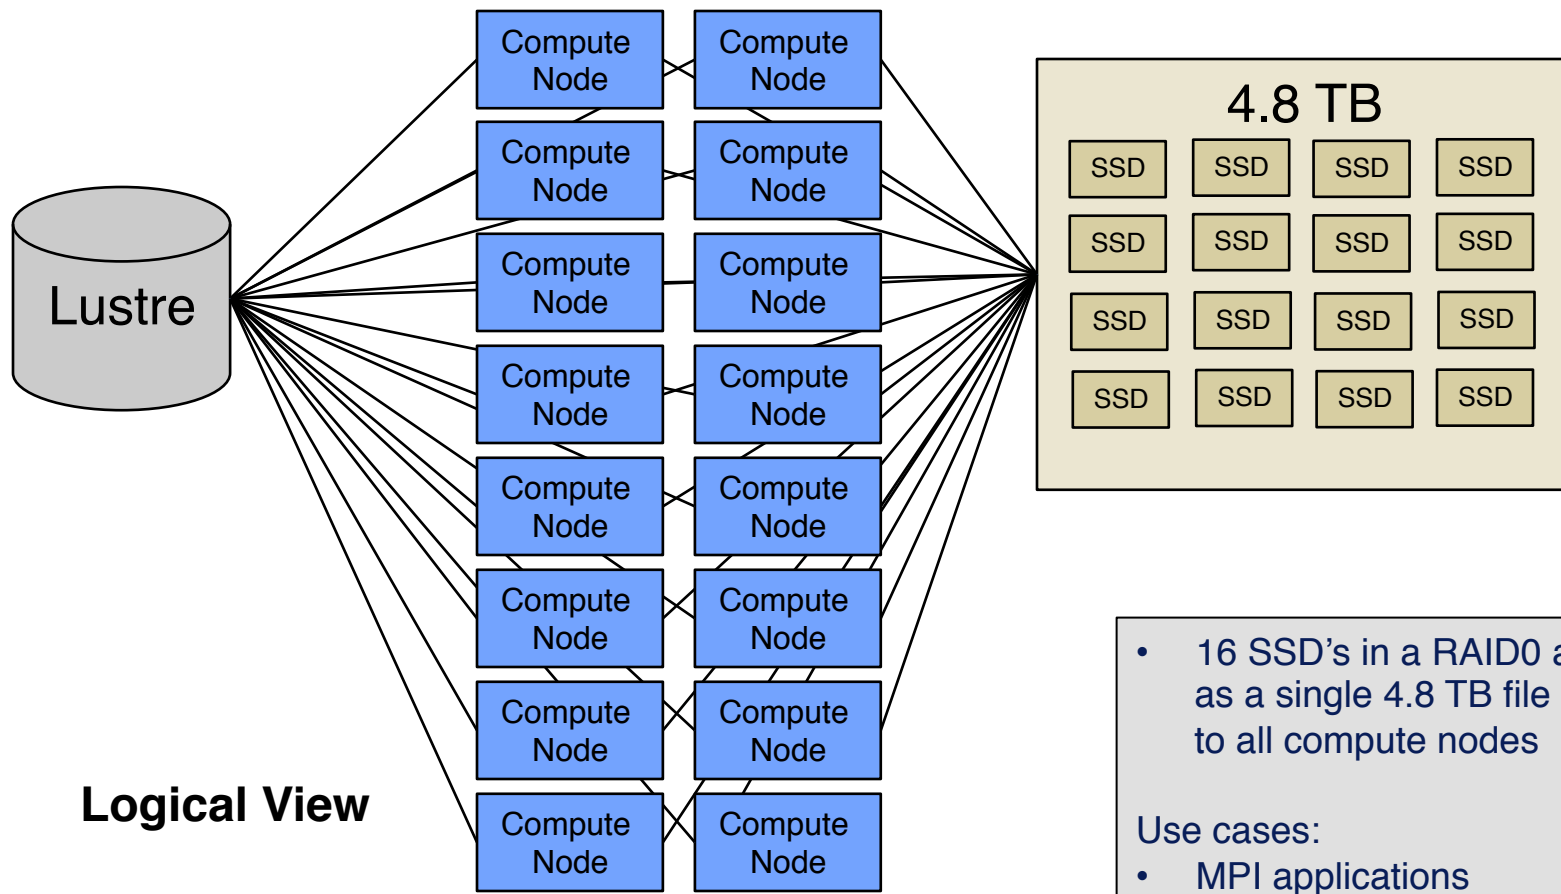 Compute
Node
Compute
Node
Compute
Node
Compute
Node
Compute
Node
Compute
Node
Compute
Node
Compute
Node
Compute
Node
Compute
Node
Compute
Node
Compute
Node
Compute
Node
Compute
Node
Compute
Node
Compute
Node
Lustre
Logical View
4.8 TB
SSD SSD SSD SSD
SSD SSD SSD SSD
SSD SSD SSD SSD
SSD SSD SSD SSD
• 16 SSD’s in a RAID0
as a single 4.8 TB file
to all compute nodes
Use cases:
• MPI applications